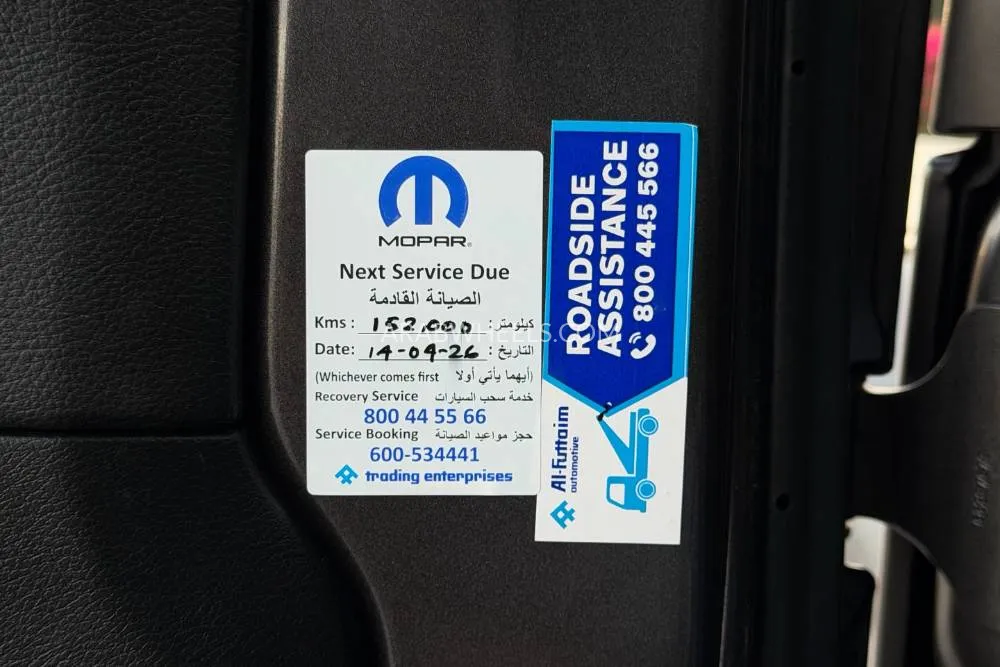 MOPAR®
Next Service Due
الصيانة القادمة
Kms : 152,000 كيلومتر:
Date: 14-04-26 التاريخ :
(Whichever comes first أيهما يأتي أولا)
Recovery Service خدمة سحب السيارات
800 44 55 66
Service Booking حجز مواعيد الصيانة
600-534441
trading enterprises
ROADSIDE
ASSISTANCE
800 445 566
Al-Futtaim
automotive
ARABWHEELS.COM